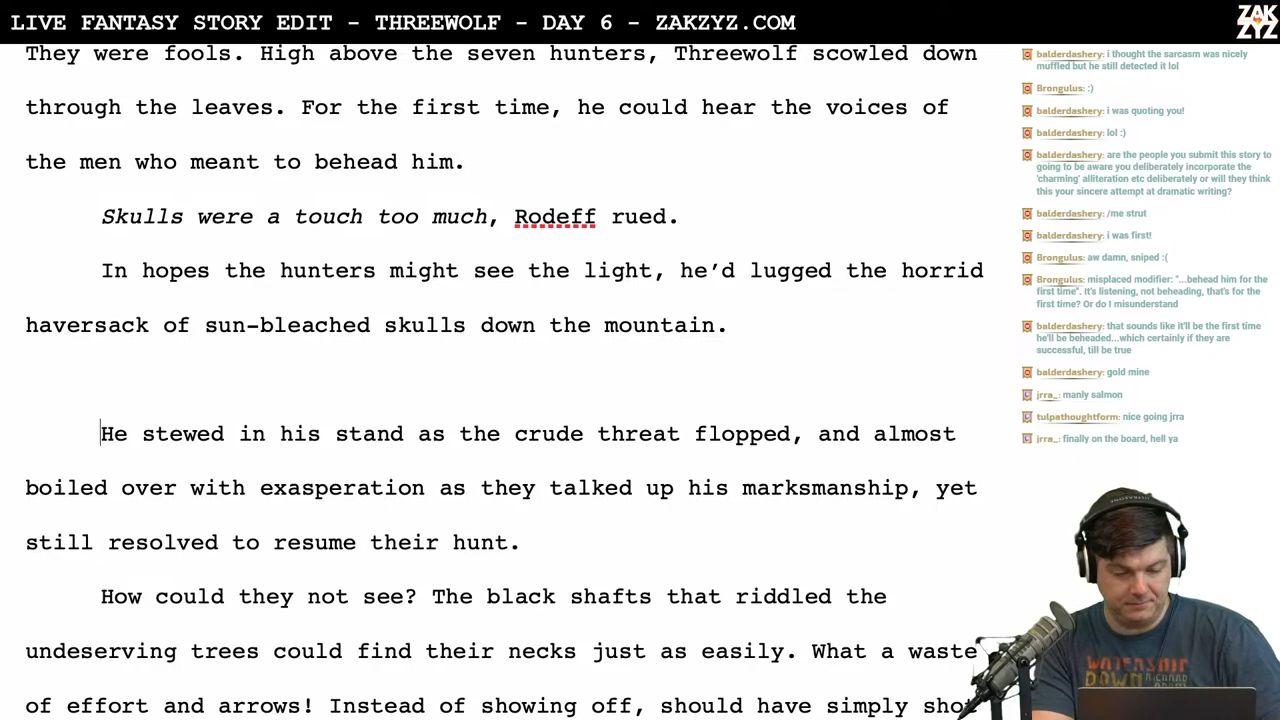 LIVE FANTASY STORY EDIT - THREEWOLF - DAY 6 - ZAKZYZ.COM
ZAK
ZYZ
They were fools. High above the seven hunters, Threewolf scowled down
through the leaves. For the first time, he could hear the voices of
the men who meant to behead him.
Skulls were a touch too much, Rodeff rued.
In hopes the hunters might see the light, he’d lugged the horrid
haversack of sun-bleached skulls down the mountain.
He stewed in his stand as the crude threat flopped, and almost
boiled over with exasperation as they talked up his marksmanship, yet
still resolved to resume their hunt.
How could they not see? The black shafts that riddled the
undeserving trees could find their necks just as easily. What a waste
of effort and arrows! Instead of showing off, should have simply shot
balderdashery: i thought the sarcasm was nicely
muffled but he still detected it lol
Brongulus: :)
balderdashery: i was quoting you!
balderdashery: lol :)
balderdashery: are the people you submit this story to
going to be aware you deliberately incorporate the
'charming' alliteration etc deliberately or will they think
this your sincere attempt at dramatic writing?
balderdashery: /me strut
balderdashery: i was first!
Brongulus: aw damn, sniped :(
Brongulus: misplaced modifier: "...behead him for the
first time". It's listening, not beheading, that's for the
first time? Or do I misunderstand
balderdashery: that sounds like it'll be the first time
he'll be beheaded...which certainly if they are
successful, till be true
balderdashery: gold mine
jrra_: manly salmon
tulpathoughtform: nice going jrra
jrra_: finally on the board, hell ya
WATERSHIP
DOWN